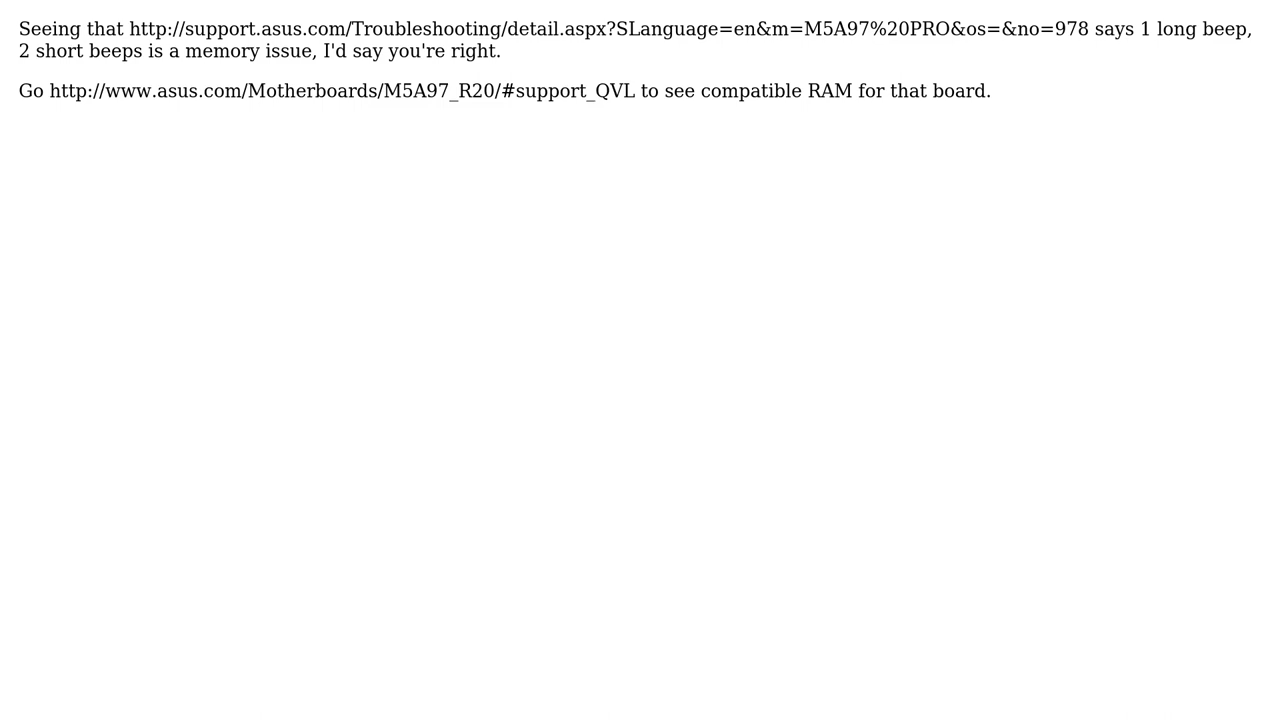 Seeing that http://support.asus.com/Troubleshooting/detail.aspx?SLanguage=en&m=M5A97%20PRO&os=&no=978 says 1 long beep,
2 short beeps is a memory issue, I'd say you're right.
Go http://www.asus.com/Motherboards/M5A97_R20/#support_QVL to see compatible RAM for that board.